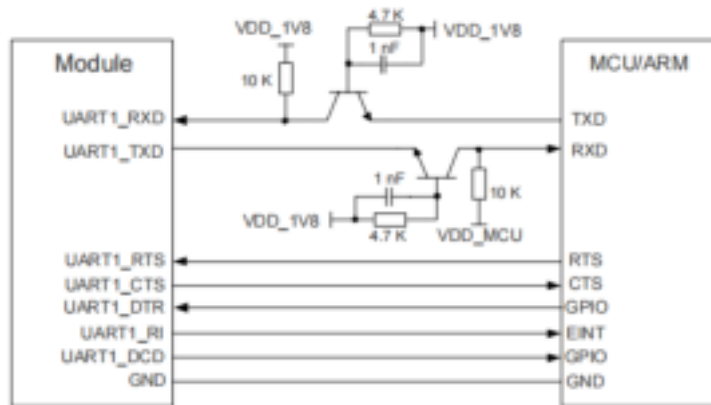 4.7 K
VDD_1V8
VDD_1V8
1 nF
Module
MCU/ARM
10 K
UART1_RXD
TXD
UART1_TXD
RXD
1 nF
10 K
VDD_1V8
4.7 K
VDD_MCU
UART1_RTS
RTS
UART1_CTS
CTS
UART1_DTR
GPIO
UART1_RI
EINT
UART1_DCD
GPIO
GND
GND